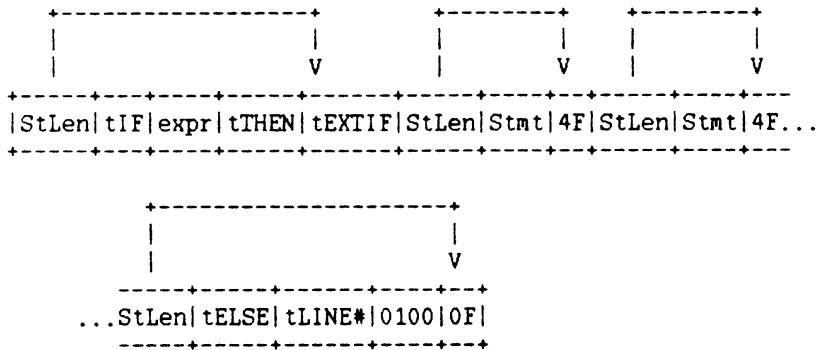 +-------------------+ +---------+ +---------+
| | | | | |
| V | V | V
+-----+---+----+-----+------+-----+----+--+-----+----+---
|StLen|tIF|expr|tTHEN|tEXTIF|StLen|Stmt|4F|StLen|Stmt|4F...
+-----+---+----+-----+------+-----+----+--+-----+----+---
+----------------------+
| |
| V
-----+-----+------+----+--+
...StLen|tELSE|tLINE#|0100|0F|
-----+-----+------+----+--+